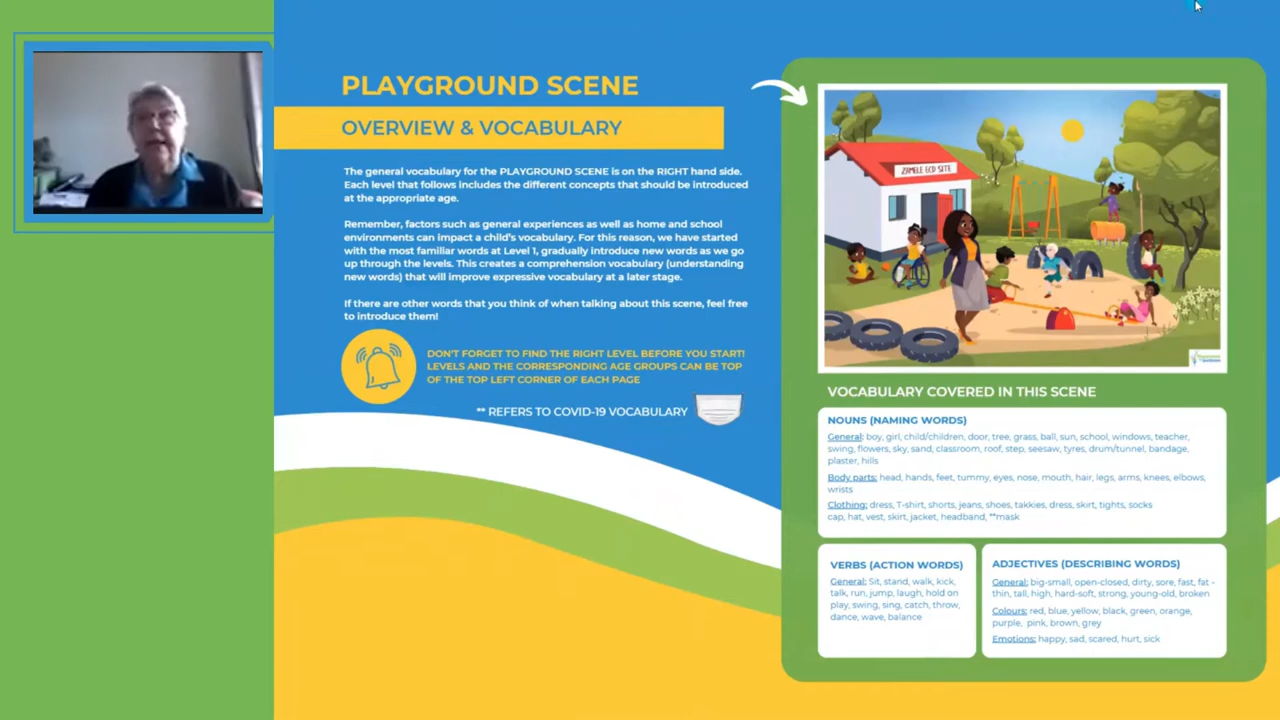 PLAYGROUND SCENE
OVERVIEW & VOCABULARY
The general vocabulary for the PLAYGROUND SCENE is on the RIGHT hand side.
Each level that follows includes the different concepts that should be introduced
at the appropriate age.
Remember, factors such as general experiences as well as home and school
environments can impact a child's vocabulary. For this reason, we have started
with the most familiar words at Level 1, gradually introduce new words as we go
up through the levels. This creates a comprehension vocabulary (understanding
new words) that will improve expressive vocabulary at a later stage.
If there are other words that you think of when talking about this scene, feel free
to introduce them!
DON'T FORGET TO FIND THE RIGHT LEVEL BEFORE YOU START!
LEVELS AND THE CORRESPONDING AGE GROUPS CAN BE TOP
OF THE TOP LEFT CORNER OF EACH PAGE
** REFERS TO COVID-19 VOCABULARY
ZAMELE ECD SITE
VOCABULARY COVERED IN THIS SCENE
NOUNS (NAMING WORDS)
General: boy, girl, child/children, door, tree, grass, ball, sun, school, windows, teacher,
swing, flowers, sky, sand, classroom, roof, step, seesaw, tyres, drum/tunnel, bandage,
plaster, hills
Body parts: head, hands, feet, tummy, eyes, nose, mouth, hair, legs, arms, knees, elbows,
wrists
Clothing: dress, T-shirt, shorts, jeans, shoes, takkies, dress, skirt, tights, socks
cap, hat, vest, skirt, jacket, headband, **mask
VERBS (ACTION WORDS)
General: Sit, stand, walk, kick,
talk, run, jump, laugh, hold on
play, swing, sing, catch, throw,
dance, wave, balance
ADJECTIVES (DESCRIBING WORDS)
General: big-small, open-closed, dirty, sore, fast, fat -
thin, tall, high, hard-soft, strong, young-old, broken
Colours: red, blue, yellow, black, green, orange,
purple, pink, brown, grey
Emotions: happy, sad, scared, hurt, sick